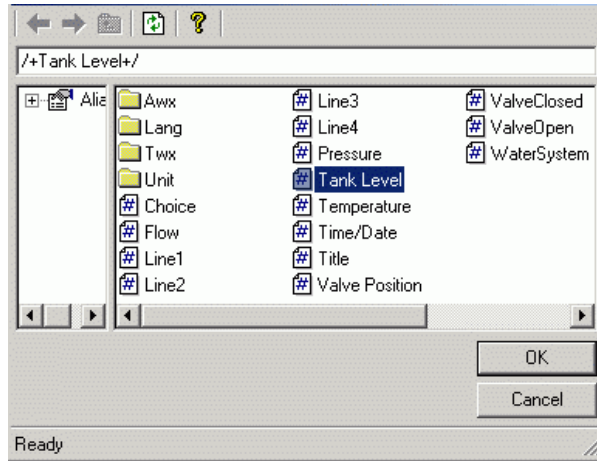 /+Tank Level+/
Alia
Awx
Lang
Twx
Unit
Choice
Flow
Line1
Line2
Line3
Line4
Pressure
Tank Level
Temperature
Time/Date
Title
Valve Position
ValveClosed
ValveOpen
WaterSystem
OK
Cancel
Ready